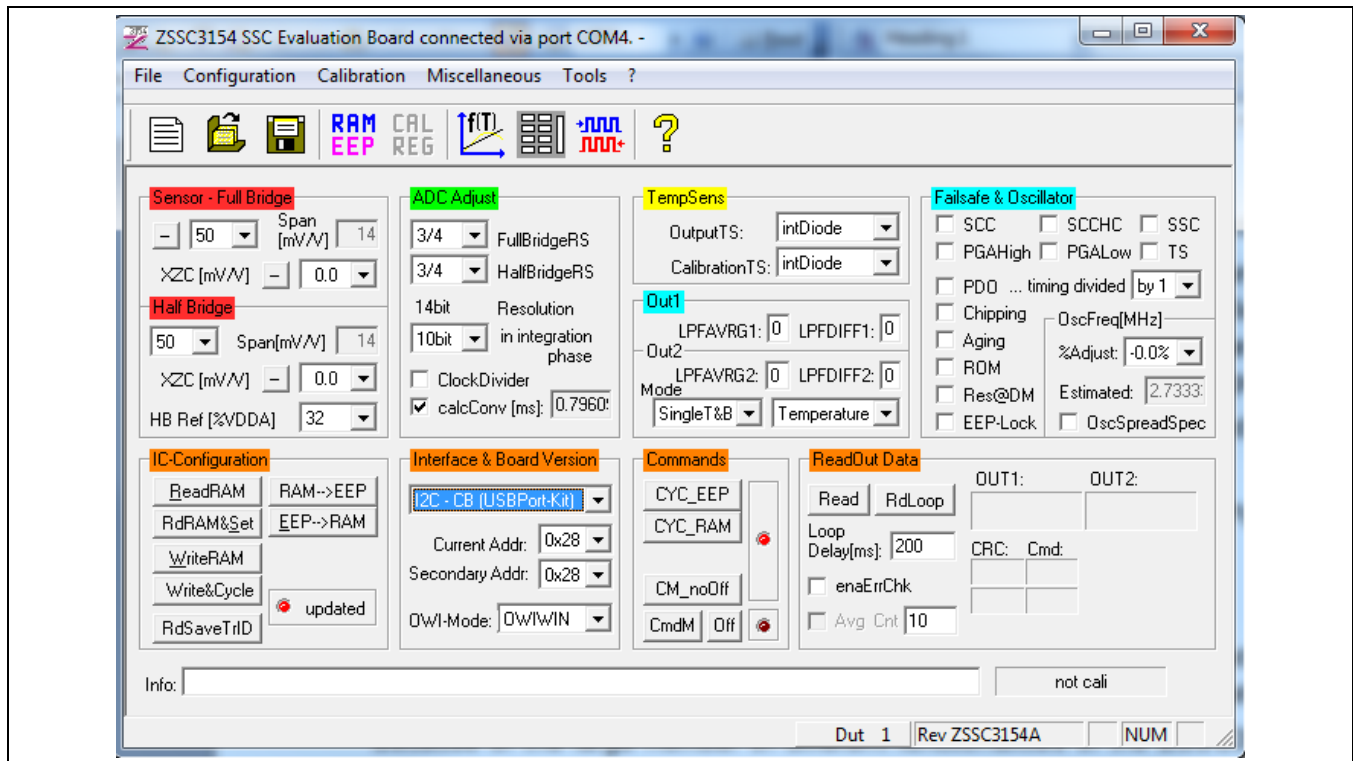 ZSSC3154 SSC Evaluation Board connected via port COM4. -
File Configuration Calibration Miscellaneous Tools ?
RAM EEP
CAL REG
f(T)
Sensor - Full Bridge
50
Span [mV/V]
14
XZC [mV/V]
0.0
Half Bridge
50
Span[mV/V]
14
XZC [mV/V]
0.0
HB Ref [%VDDA]
32
ADC Adjust
3/4 FullBridgeRS
3/4 HalfBridgeRS
14bit Resolution
10bit in integration
phase
ClockDivider
calcConv [ms]: 0.7960
TempSens
OutputTS: intDiode
CalibrationTS: intDiode
Out1
LPFAVRG1: 0 LPFDIFF1: 0
Out2
LPFAVRG2: 0 LPFDIFF2: 0
Mode
SingleT&B Temperature
Failsafe & Oscillator
SCC SCCHC SSC
PGAHigh PGALow TS
PDO ... timing divided by 1
Chipping
Aging
ROM
Res@DM
EEP-Lock
OscFreq[MHz]
%Adjust: -0.0%
Estimated: 2.7333
OscSpreadSpec
IC-Configuration
ReadRAM RAM-->EEP
RdRAM&Set EEP-->RAM
WriteRAM
Write&Cycle
updated
RdSaveTrID
Interface & Board Version
I2C - CB (USBPort-Kit)
Current Addr: 0x28
Secondary Addr: 0x28
OWI-Mode: OWIWIN
Commands
CYC_EEP
CYC_RAM
CM_noOff
CmdM Off
ReadOut Data
Read RdLoop
Loop
Delay[ms]: 200
enaErrChk
Avg Cnt 10
OUT1: OUT2:
CRC: Cmd:
Info:
not cali
Dut 1 Rev ZSSC3154A NUM